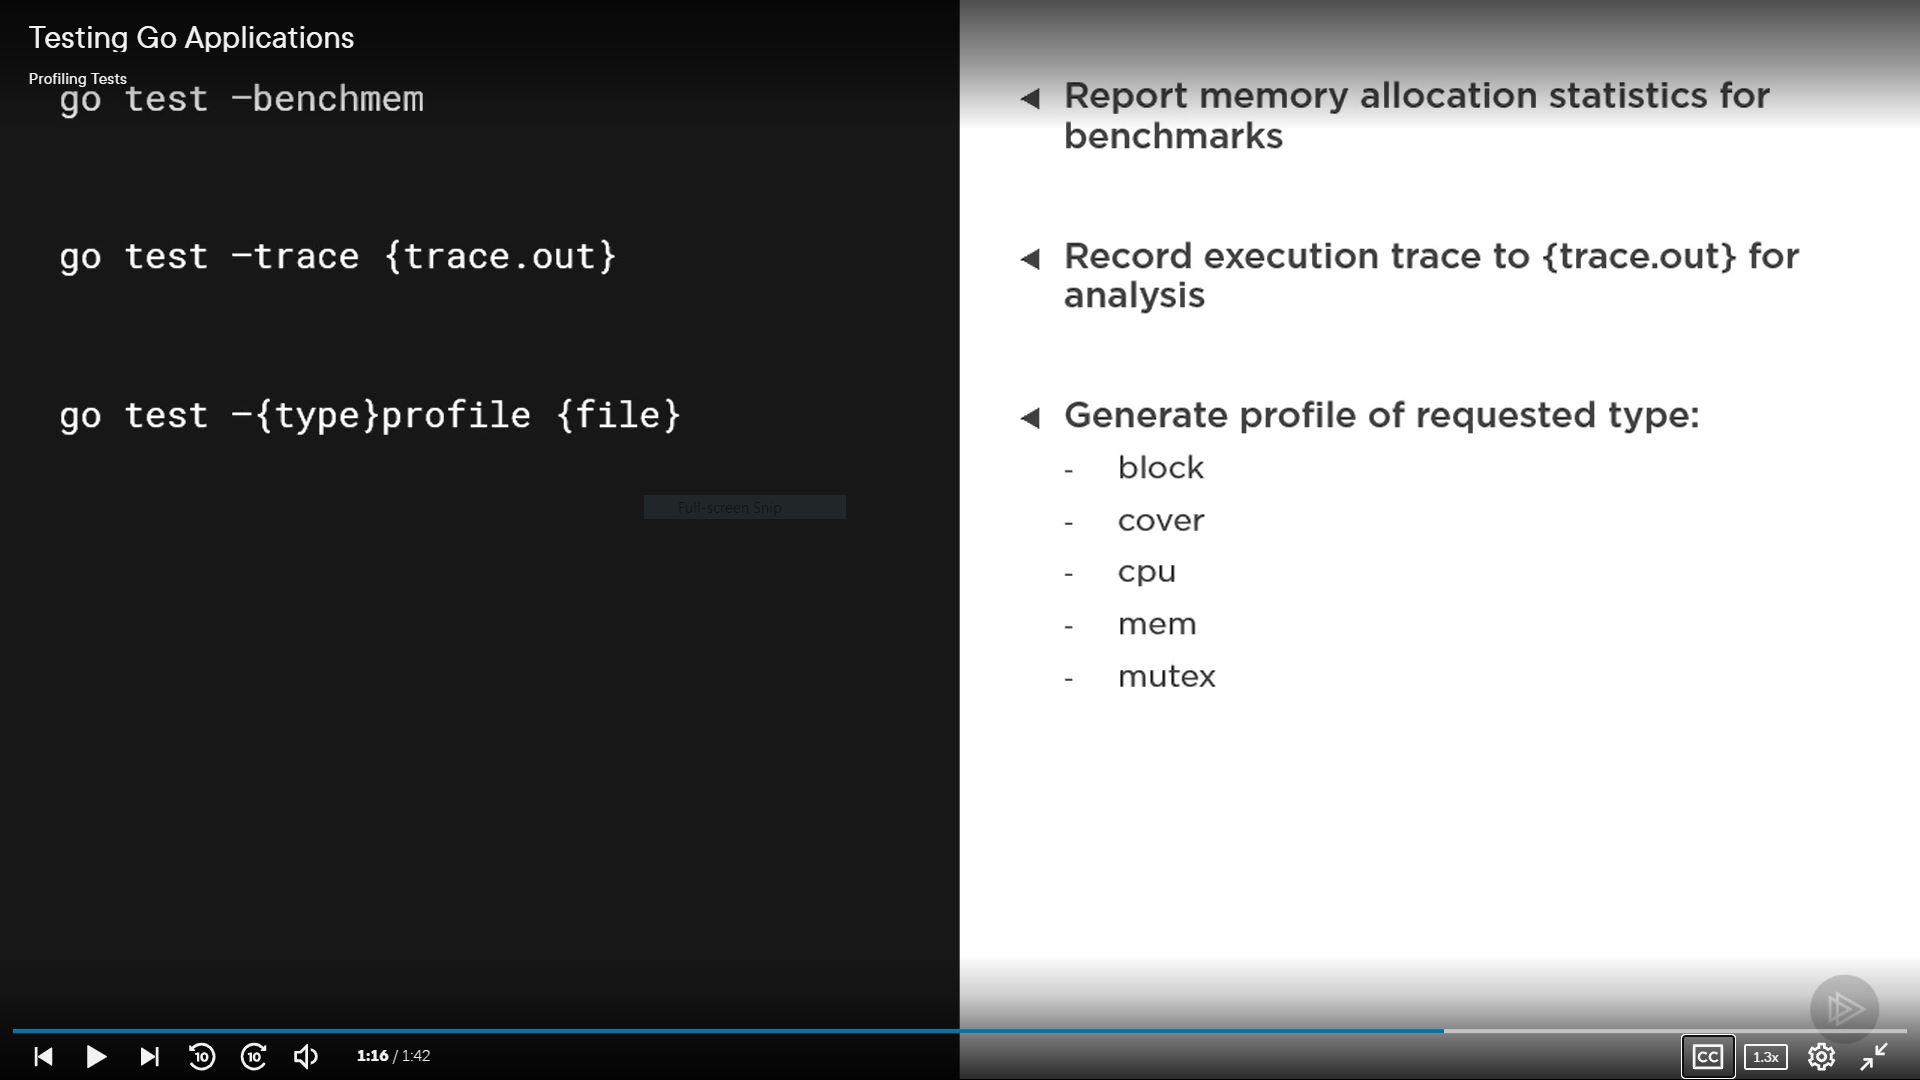 Testing Go Applications
Profiling Tests
go test –benchmem
Report memory allocation statistics for
benchmarks
go test –trace {trace.out}
Record execution trace to {trace.out} for
analysis
go test –{type}profile {file}
Generate profile of requested type:
- block
- cover
- cpu
- mem
- mutex
Full-screen Snip
10
10
1:16 / 1:42
CC
1.3x